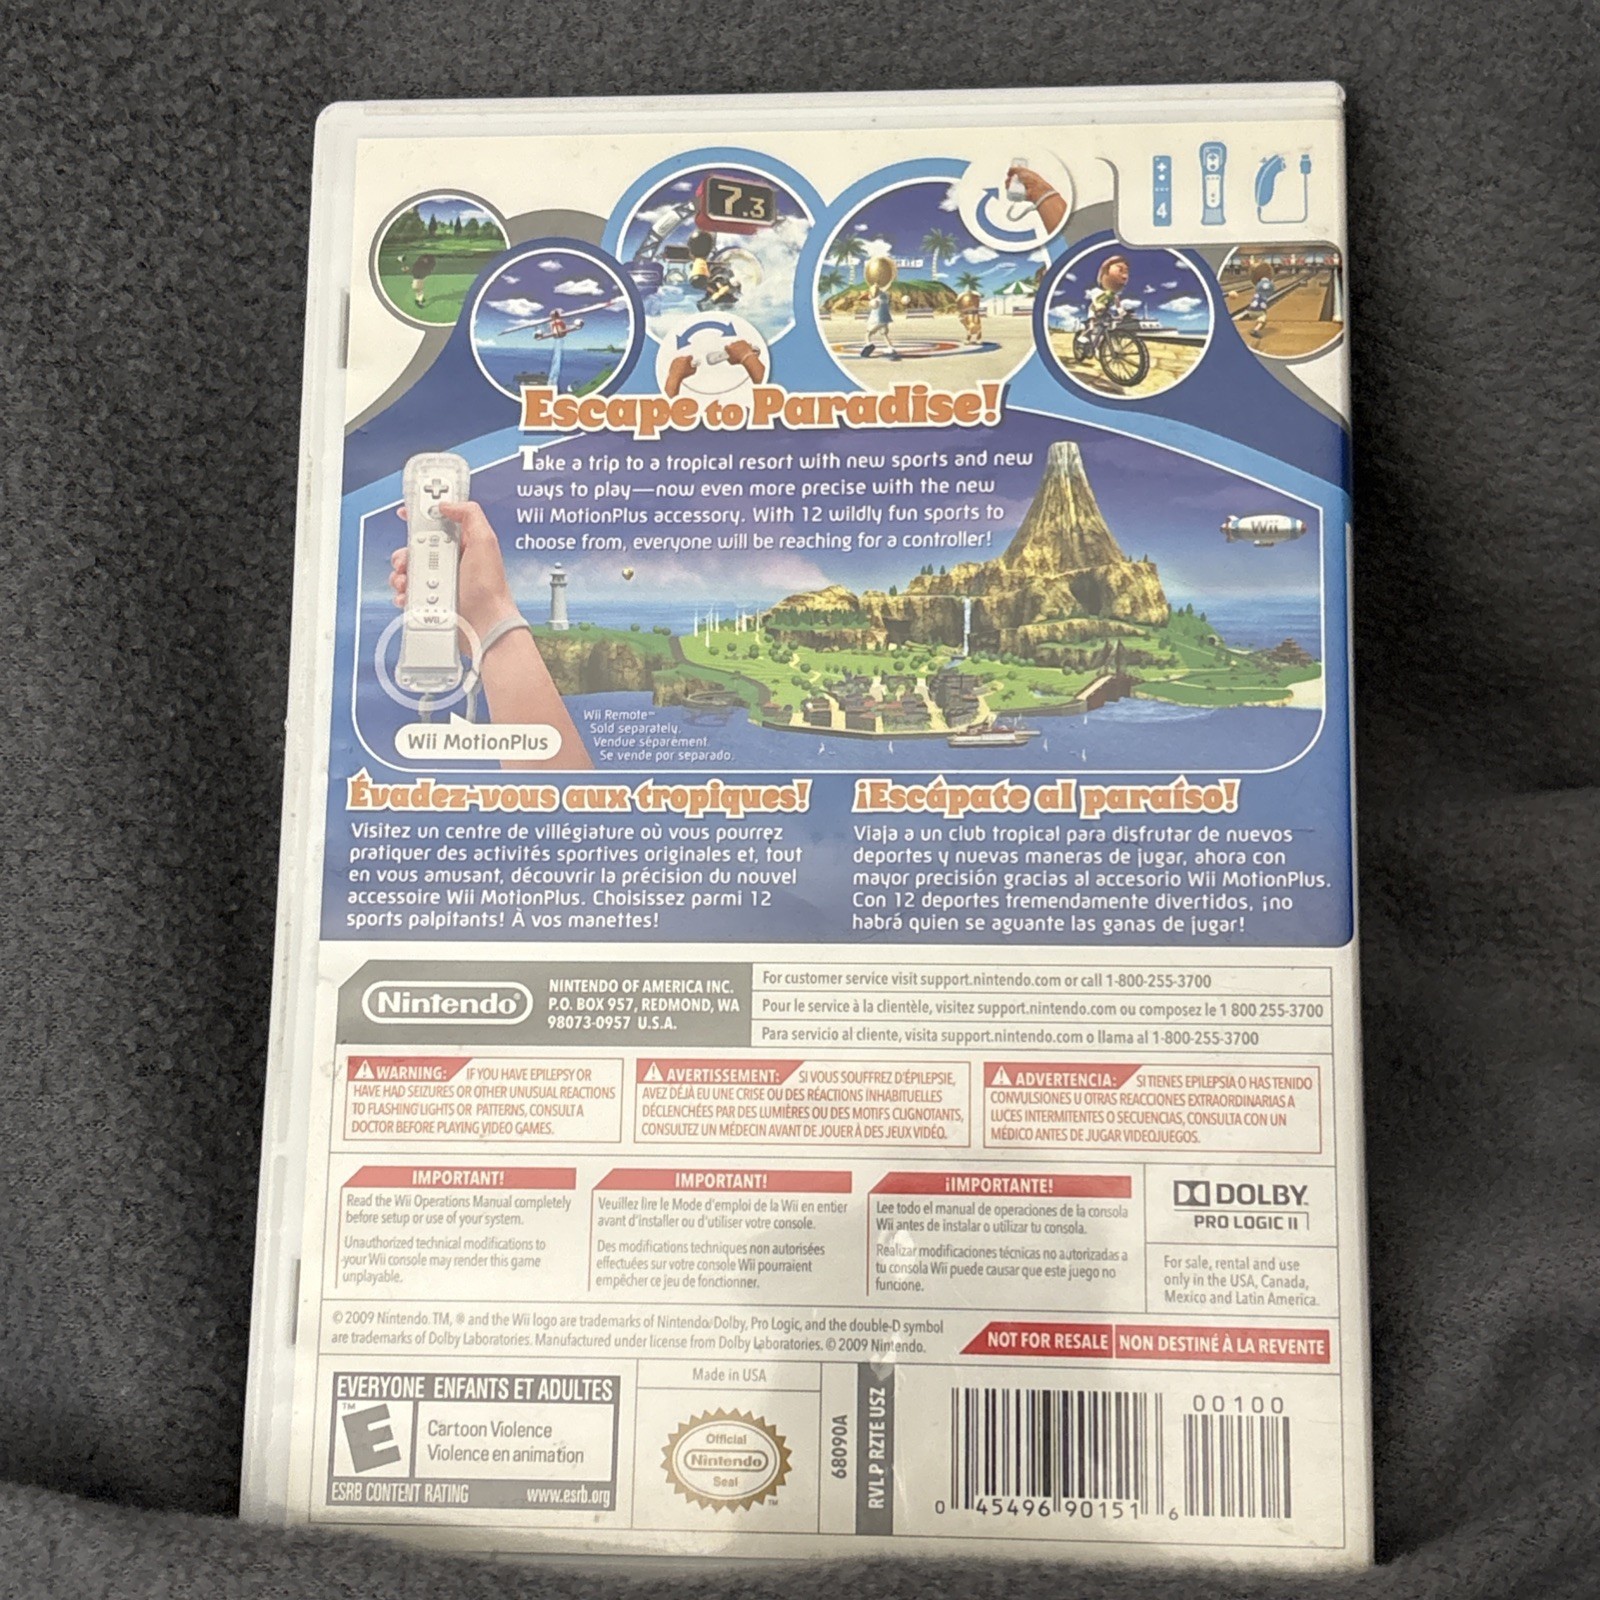 7.3
4
Escape to Paradise!
Take a trip to a tropical resort with new sports and new
ways to play—now even more precise with the new
Wii MotionPlus accessory. With 12 wildly fun sports to
choose from, everyone will be reaching for a controller!
Wii
Wii
Wii Remote™
Sold separately.
Vendue séparément.
Se vende por separado.
Wii MotionPlus
Évadez-vous aux tropiques!
Visitez un centre de villégiature où vous pourrez
pratiquer des activités sportives originales et, tout
en vous amusant, découvrir la précision du nouvel
accessoire Wii MotionPlus. Choisissez parmi 12
sports palpitants! À vos manettes!
¡Escápate al paraíso!
Viaja a un club tropical para disfrutar de nuevos
deportes y nuevas maneras de jugar, ahora con
mayor precisión gracias al accesorio Wii MotionPlus.
Con 12 deportes tremendamente divertidos, ¡no
habrá quien se aguante las ganas de jugar!
Nintendo®
NINTENDO OF AMERICA INC.
P.O. BOX 957, REDMOND, WA
98073-0957 U.S.A.
For customer service visit support.nintendo.com or call 1-800-255-3700
Pour le service à la clientèle, visitez support.nintendo.com ou composez le 1 800 255-3700
Para servicio al cliente, visita support.nintendo.com o llama al 1-800-255-3700
WARNING: IF YOU HAVE EPILEPSY OR
HAVE HAD SEIZURES OR OTHER UNUSUAL REACTIONS
TO FLASHING LIGHTS OR PATTERNS, CONSULT A
DOCTOR BEFORE PLAYING VIDEO GAMES.
AVERTISSEMENT: SI VOUS SOUFFREZ D'ÉPILEPSIE,
AVEZ DÉJÀ EU UNE CRISE OU DES RÉACTIONS INHABITUELLES
DÉCLENCHÉES PAR DES LUMIÈRES OU DES MOTIFS CLIGNOTANTS,
CONSULTEZ UN MÉDECIN AVANT DE JOUER À DES JEUX VIDÉO.
ADVERTENCIA: SI TIENES EPILEPSIA O HAS TENIDO
CONVULSIONES U OTRAS REACCIONES EXTRAORDINARIAS A
LUCES INTERMITENTES O SECUENCIAS, CONSULTA CON UN
MÉDICO ANTES DE JUGAR VIDEOJUEGOS.
IMPORTANT!
Read the Wii Operations Manual completely
before setup or use of your system.
Unauthorized technical modifications to
your Wii console may render this game
unplayable.
IMPORTANT!
Veuillez lire le Mode d'emploi de la Wii en entier
avant d'installer ou d'utiliser votre console.
Des modifications techniques non autorisées
effectuées sur votre console Wii pourraient
empêcher ce jeu de fonctionner.
¡IMPORTANTE!
Lee todo el manual de operaciones de la consola
Wii antes de instalar o utilizar tu consola.
Realizar modificaciones técnicas no autorizadas a
tu consola Wii puede causar que este juego no
funcione.
DOLBY
PRO LOGIC II
For sale, rental and use
only in the USA, Canada,
Mexico and Latin America.
© 2009 Nintendo. TM, ® and the Wii logo are trademarks of Nintendo. Dolby, Pro Logic, and the double-D symbol
are trademarks of Dolby Laboratories. Manufactured under license from Dolby Laboratories. © 2009 Nintendo.
NOT FOR RESALE NON DESTINÉ À LA REVENTE
EVERYONE ENFANTS ET ADULTES
E™
Cartoon Violence
Violence en animation
ESRB CONTENT RATING www.esrb.org
Made in USA
Official
Nintendo
Seal™
68090A
RVL P RZTE USZ
0 45496 90151 6
00100